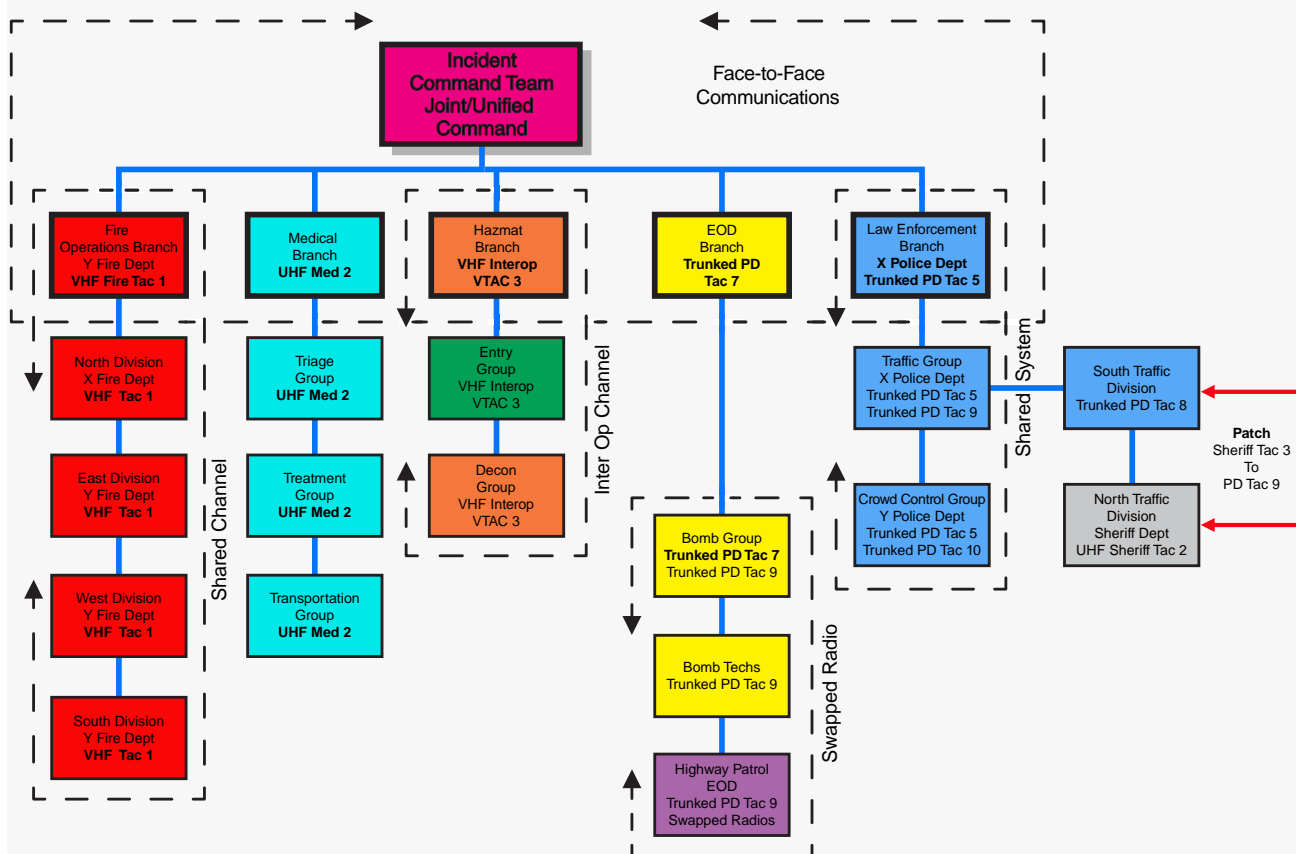 Incident
Command Team
Joint/Unified
Command
Face-to-Face
Communications
Fire
Operations Branch
Y Fire Dept
VHF Fire Tac 1
Medical
Branch
UHF Med 2
Hazmat
Branch
VHF Interop
VTAC 3
EOD
Branch
Trunked PD
Tac 7
Law Enforcement
Branch
X Police Dept
Trunked PD Tac 5
North Division
X Fire Dept
VHF Tac 1
East Division
Y Fire Dept
VHF Tac 1
West Division
Y Fire Dept
VHF Tac 1
South Division
Y Fire Dept
VHF Tac 1
Shared Channel
Triage
Group
UHF Med 2
Treatment
Group
UHF Med 2
Transportation
Group
UHF Med 2
Entry
Group
VHF Interop
VTAC 3
Decon
Group
VHF Interop
VTAC 3
Inter Op Channel
Bomb Group
Trunked PD Tac 7
Trunked PD Tac 9
Bomb Techs
Trunked PD Tac 9
Highway Patrol
EOD
Trunked PD Tac 9
Swapped Radios
Swapped Radio
Traffic Group
X Police Dept
Trunked PD Tac 5
Trunked PD Tac 9
Crowd Control Group
Y Police Dept
Trunked PD Tac 5
Trunked PD Tac 10
Shared System
South Traffic
Division
Trunked PD Tac 8
North Traffic
Division
Sheriff Dept
UHF Sheriff Tac 2
Patch
Sheriff Tac 3
To
PD Tac 9